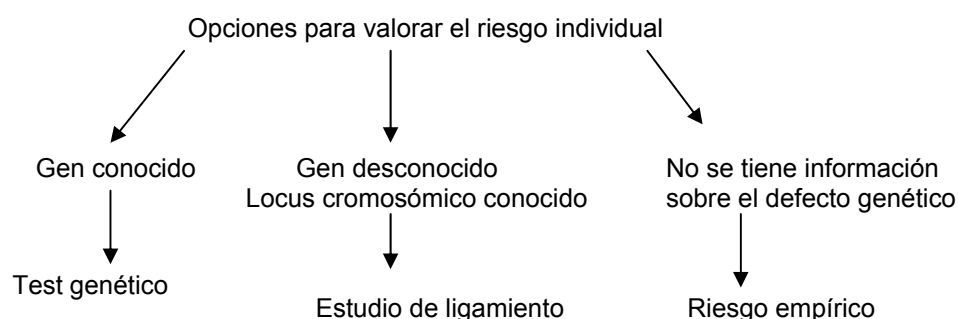 Opciones para valorar el riesgo individual
Gen conocido
Gen desconocido
Locus cromosómico conocido
No se tiene información
sobre el defecto genético
Test genético
Estudio de ligamiento
Riesgo empírico